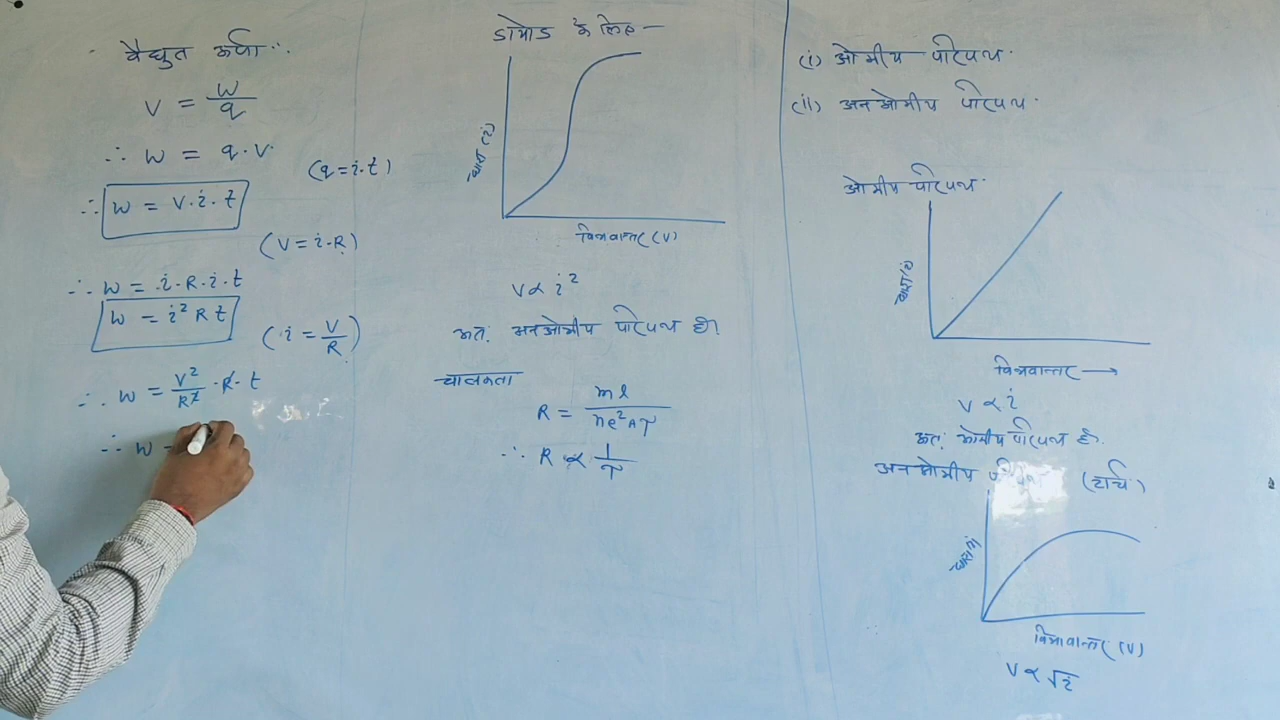 वैद्युत ऊर्जा :-
V = W/q
∴ W = q·V
(q = i·t)
∴ W = V·i·t
(V = i·R)
∴ W = i·R·i·t
W = i² R t
(i = V/R)
∴ W = V²/R² · R · t
∴ W =
डायोड के लिए —
धारा (i)
विभवान्तर (V)
V ∝ i²
अतः अनओमीय परिपथ है।
चालकता
R = ml/ne²Aτ
∴ R ∝ 1/τ
(i) ओमीय परिपथ
(ii) अनओमीय परिपथ
ओमीय परिपथ
धारा (i)
विभवान्तर →
V ∝ i
अतः ओमीय परिपथ है।
अनओमीय परिपथ (टार्च)
विभवान्तर (V)
V ∝ √i